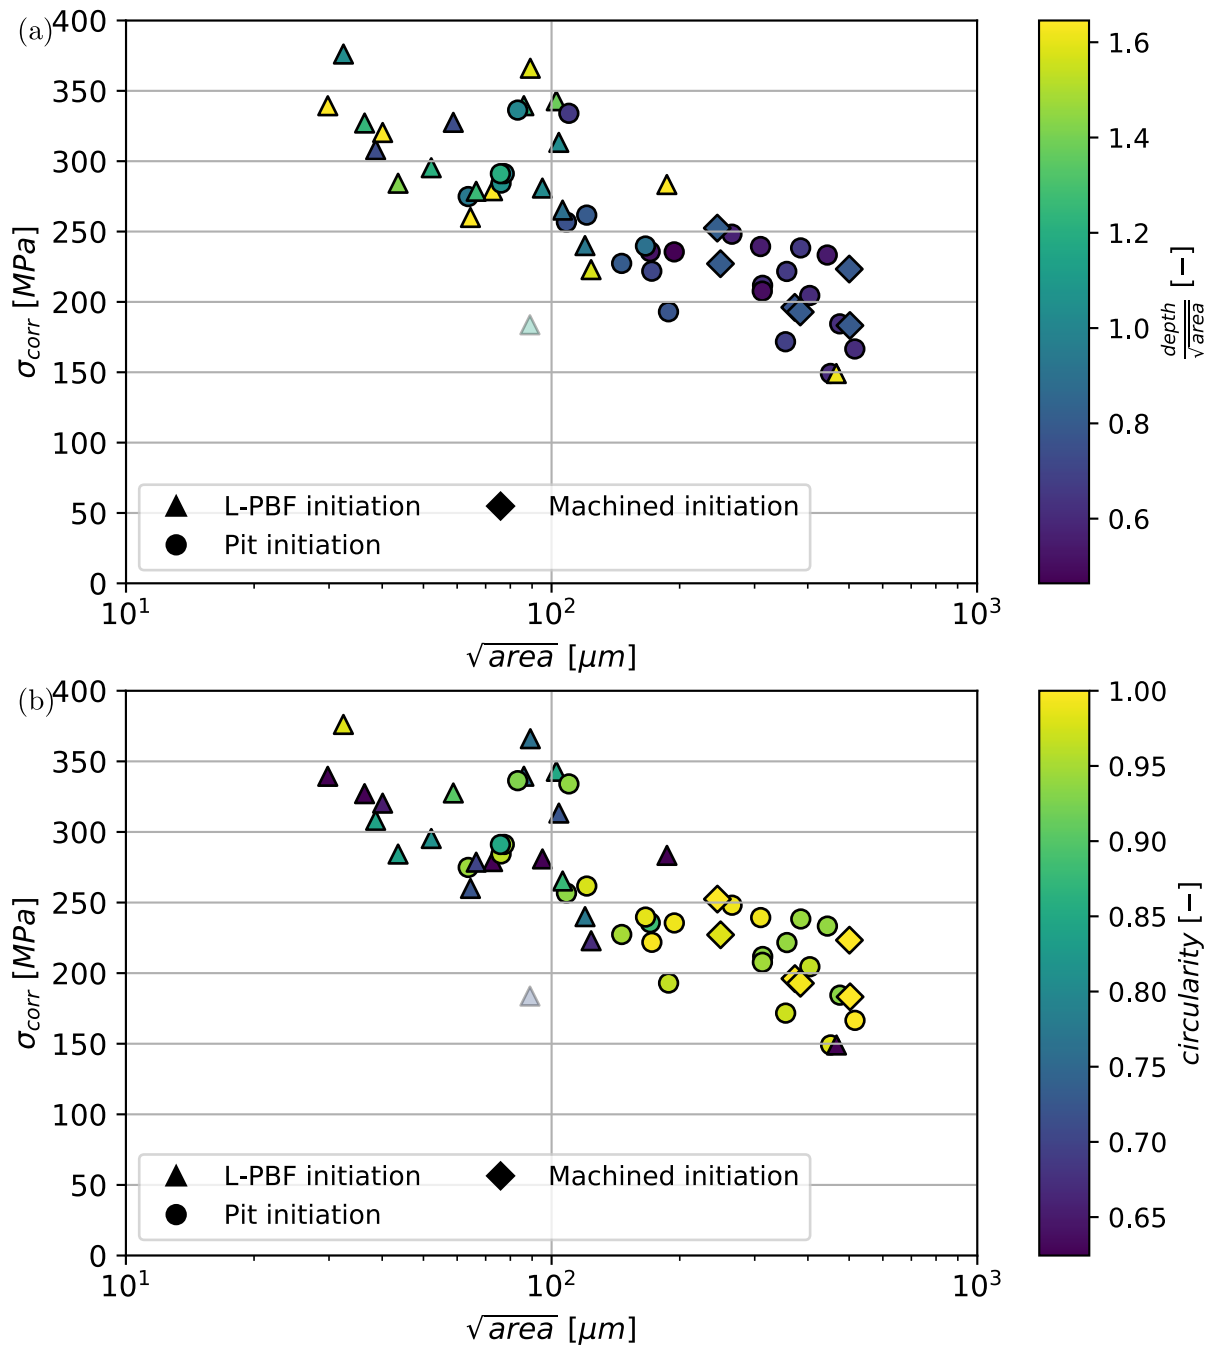 (a)
400
350
300
250
200
150
100
50
0
σcorr [MPa]
L-PBF initiation
Machined initiation
Pit initiation
10¹
10²
10³
√area [μm]
1.6
1.4
1.2
1.0
0.8
0.6
depth/√area [−]
(b)
400
350
300
250
200
150
100
50
0
σcorr [MPa]
L-PBF initiation
Machined initiation
Pit initiation
10¹
10²
10³
√area [μm]
1.00
0.95
0.90
0.85
0.80
0.75
0.70
0.65
circularity [−]